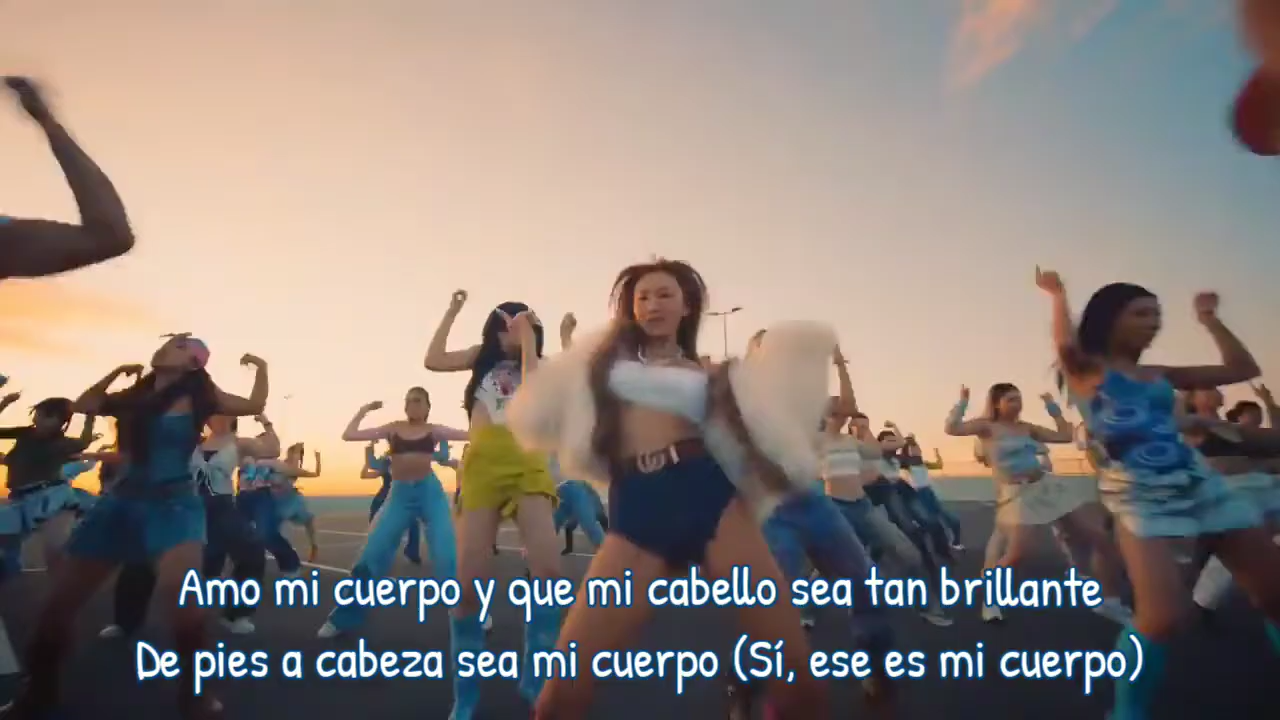 Amo mi cuerpo y que mi cabello sea tan brillante
De pies a cabeza sea mi cuerpo (Sí, ese es mi cuerpo)